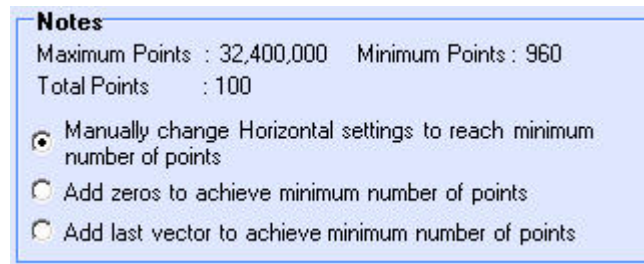 Notes
Maximum Points : 32,400,000 Minimum Points : 960
Total Points : 100
Manually change Horizontal settings to reach minimum
number of points
Add zeros to achieve minimum number of points
Add last vector to achieve minimum number of points